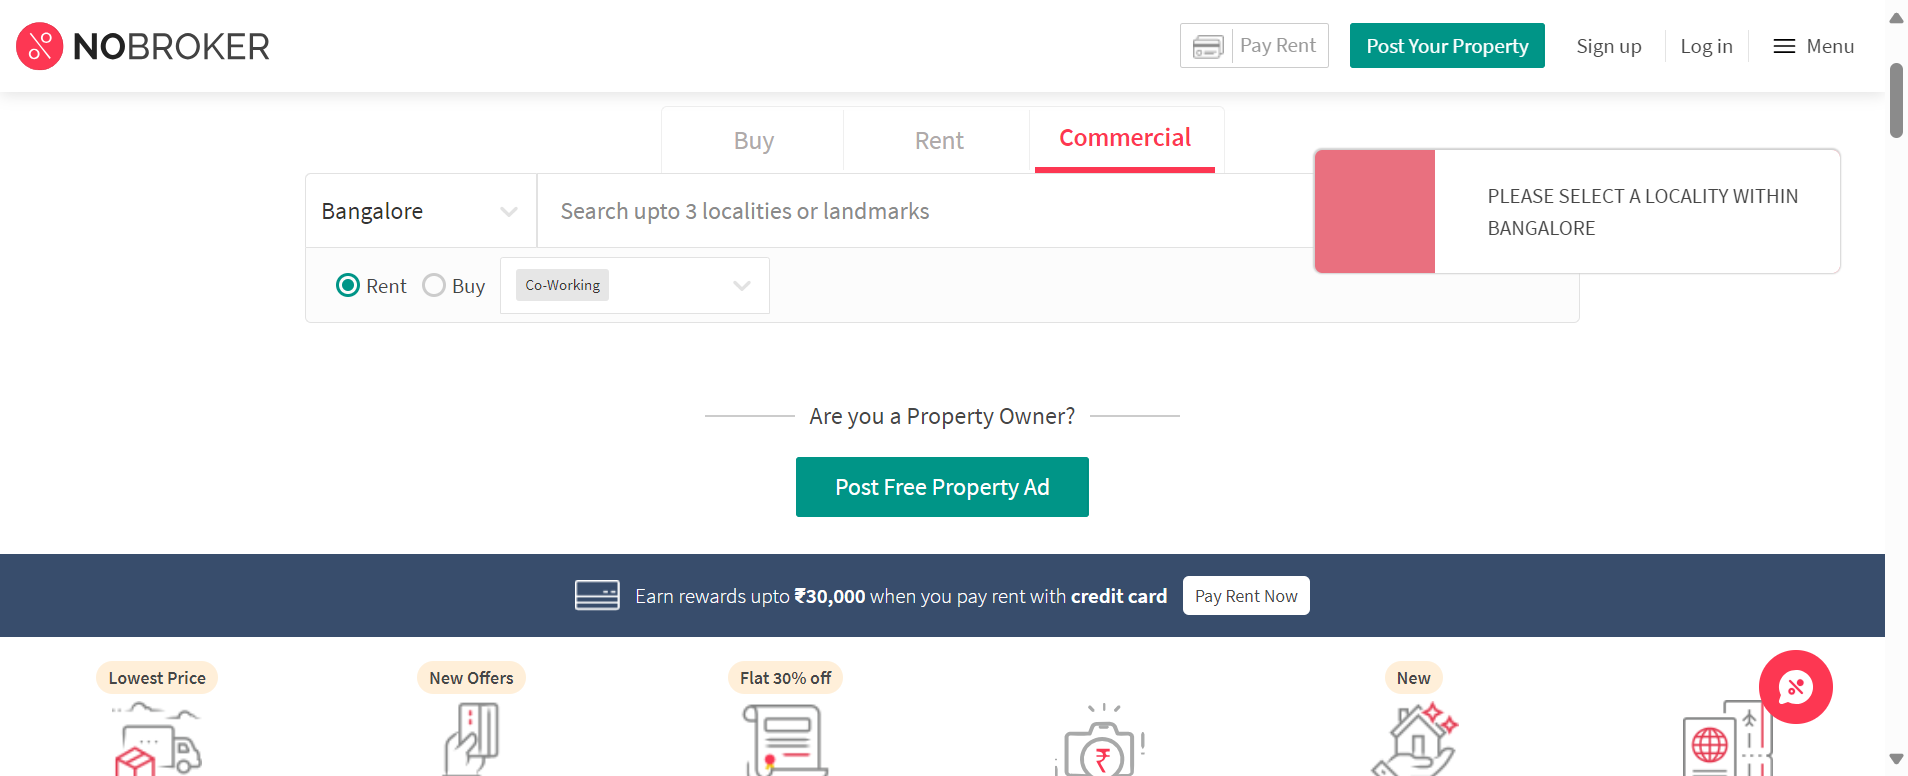 NOBROKER
Pay Rent
Post Your Property
Sign up
Log in
Menu
Buy
Rent
Commercial
PLEASE SELECT A LOCALITY WITHIN
BANGALORE
Bangalore
Search upto 3 localities or landmarks
Rent
Buy
Co-Working
Are you a Property Owner?
Post Free Property Ad
Earn rewards upto ₹30,000 when you pay rent with credit card
Pay Rent Now
Lowest Price
New Offers
Flat 30% off
New
₹